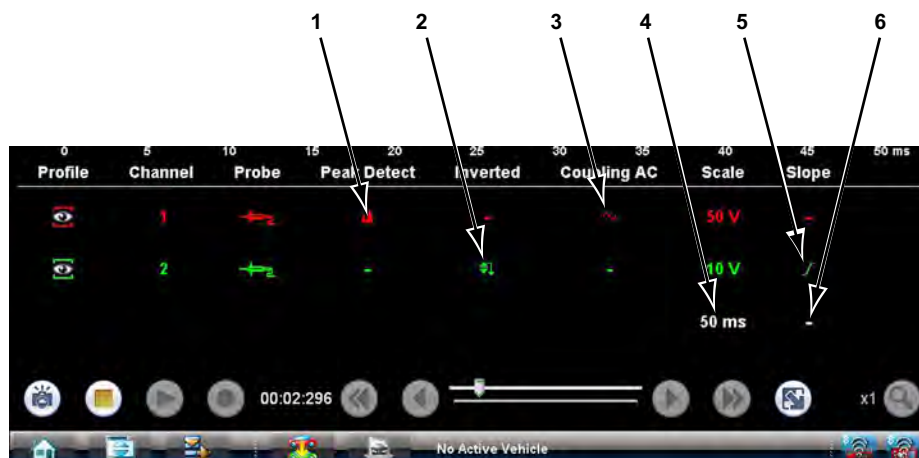 1 2 3 4 5 6
0 5 10 15 20 25 30 35 40 45 50 ms
Profile Channel Probe Peak Detect Inverted Coupling AC Scale Slope
1 - 50 V -
2 - - 10 V
50 ms -
00:02:296 x1
No Active Vehicle